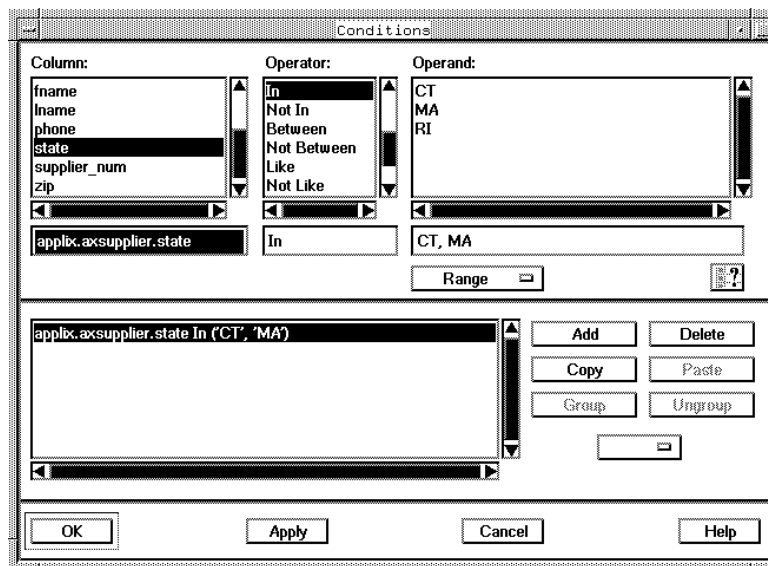 Conditions
Column:
Operator:
Operand:
fname
lname
phone
state
supplier_num
zip
In
Not In
Between
Not Between
Like
Not Like
CT
MA
RI
applix.axsupplier.state
In
CT, MA
Range
?
applix.axsupplier.state In ('CT', 'MA')
Add
Delete
Copy
Paste
Group
Ungroup
OK
Apply
Cancel
Help